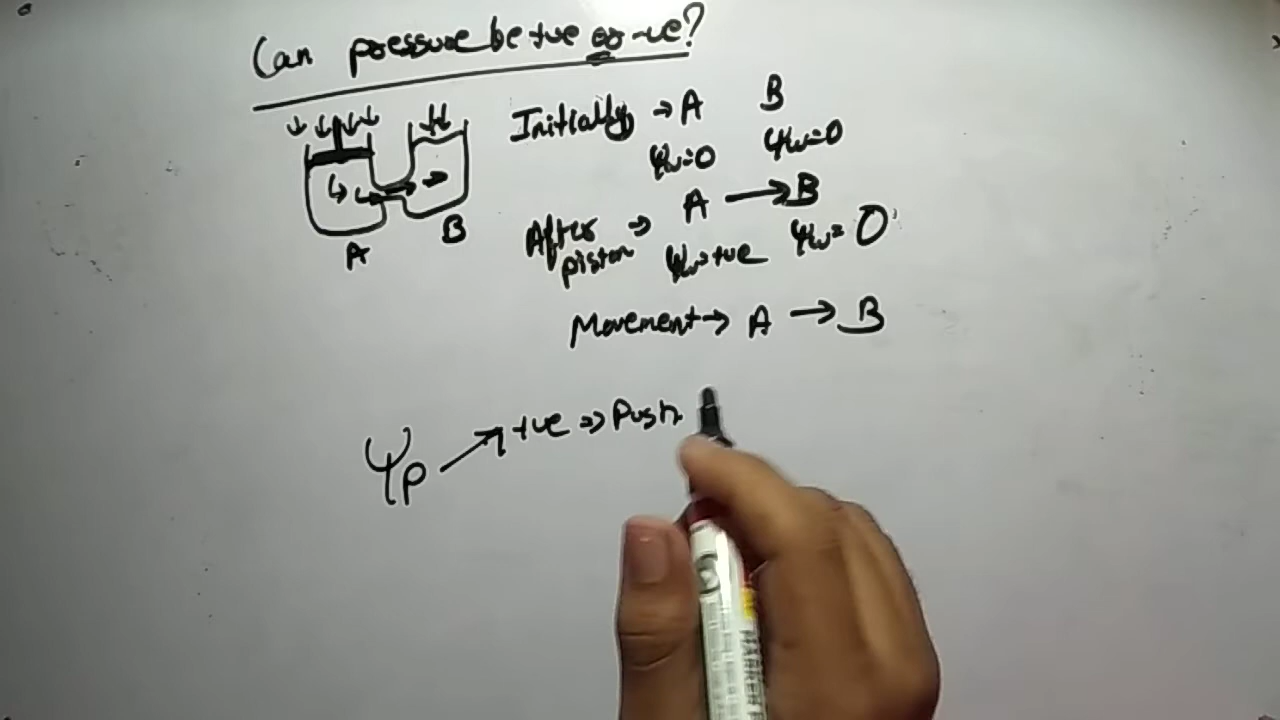 Can pressure be +ve or -ve?
Initially → A B
Ψw=0 Ψw=0
After piston → A → B
Ψw=+ve Ψw=0
A B
Movement → A → B
Ψp → +ve ⇒ Push